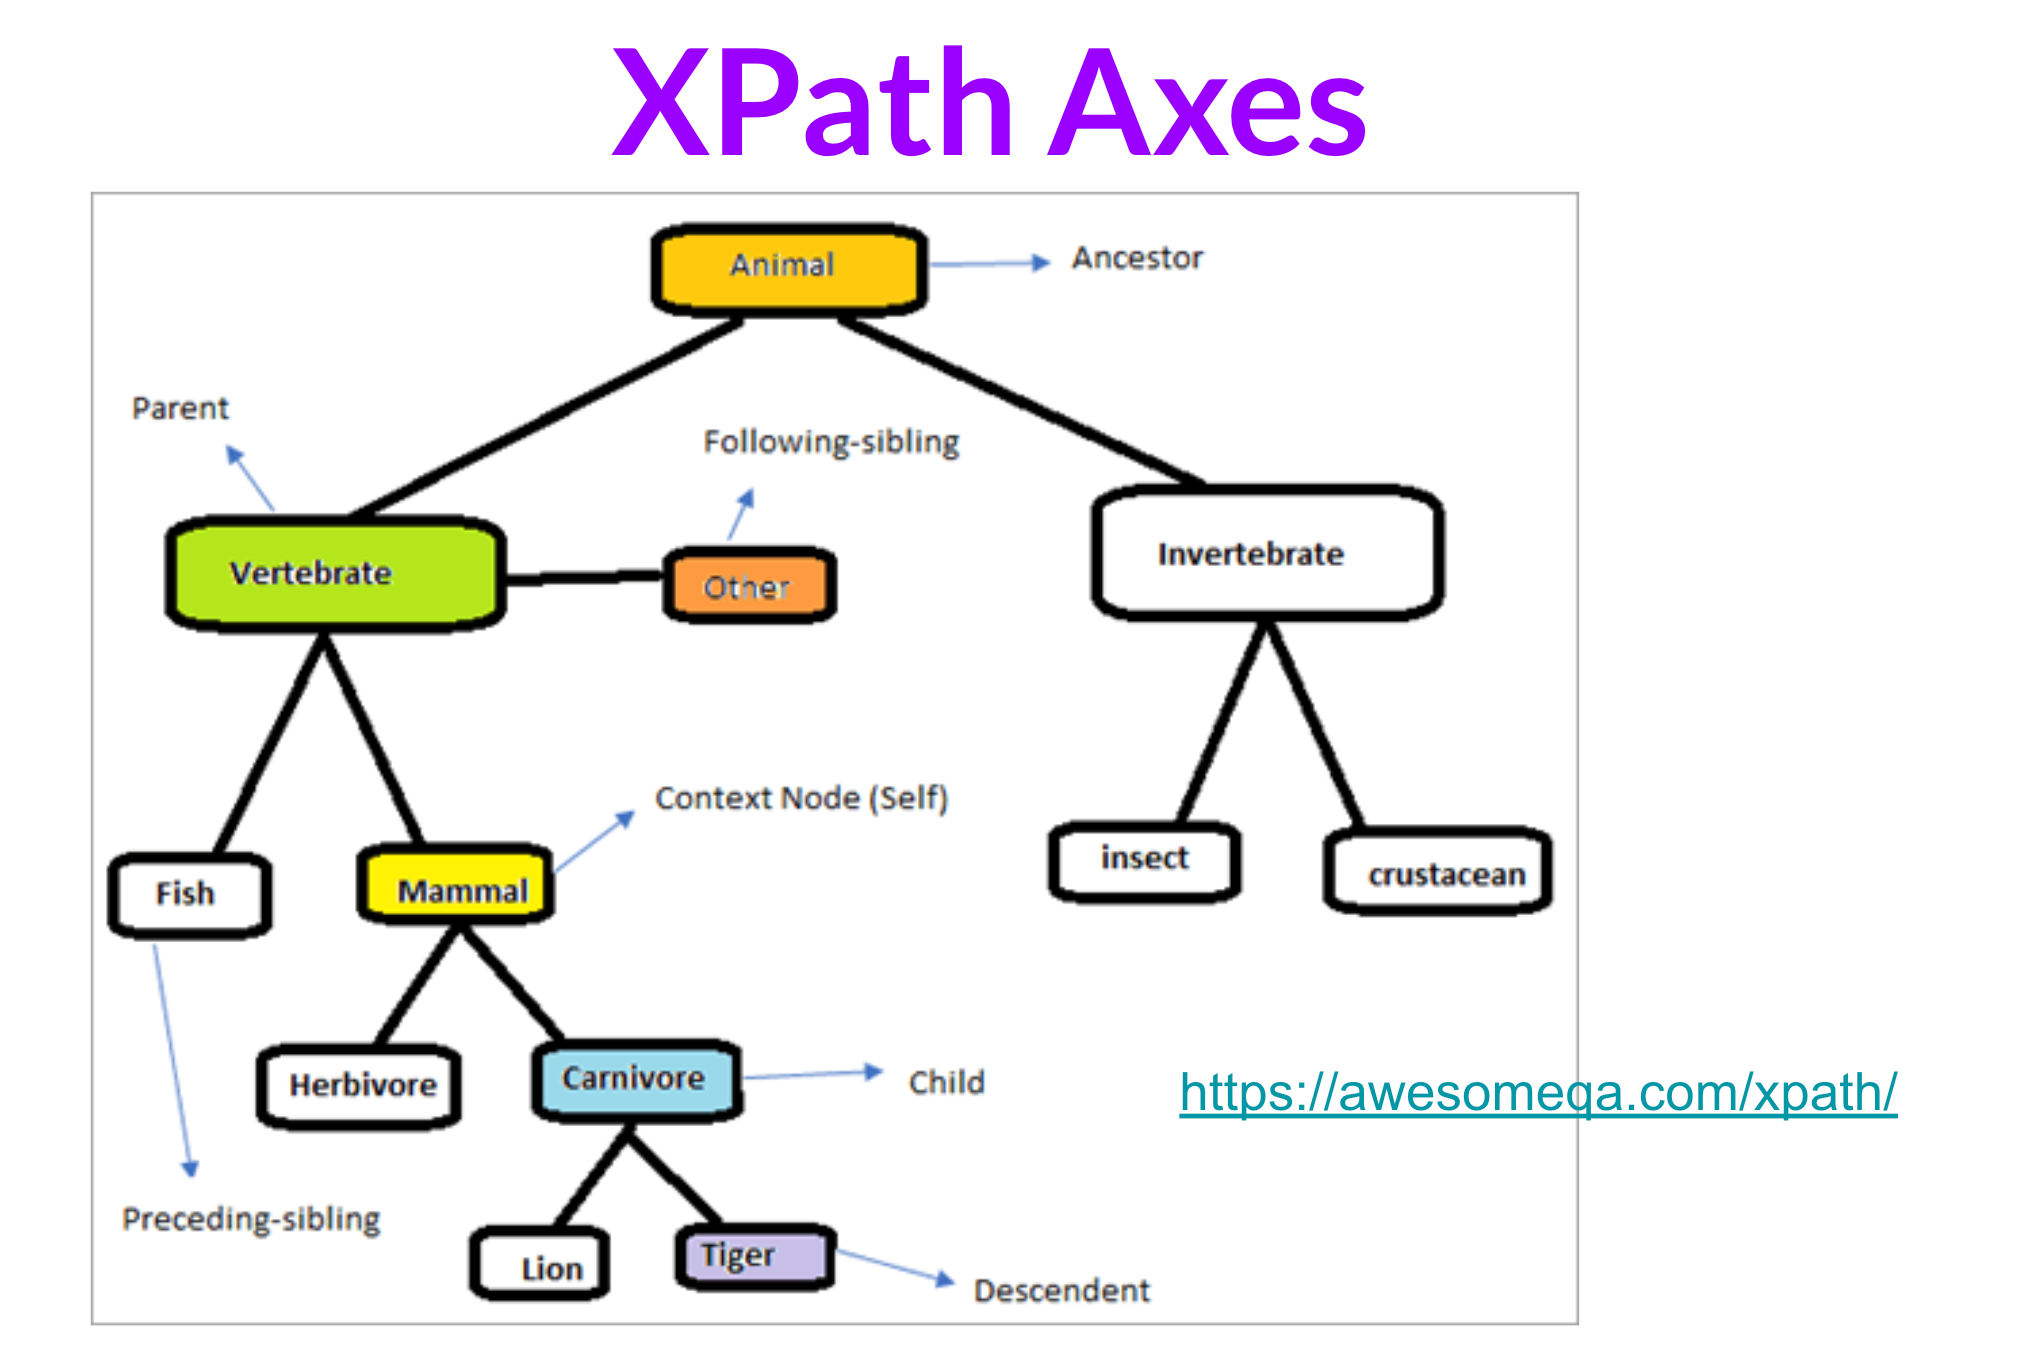 XPath Axes
Animal
Ancestor
Parent
Following-sibling
Vertebrate
Other
Invertebrate
Context Node (Self)
Fish
Mammal
insect
crustacean
Herbivore
Carnivore
Child
https://awesomeqa.com/xpath/
Preceding-sibling
Lion
Tiger
Descendent